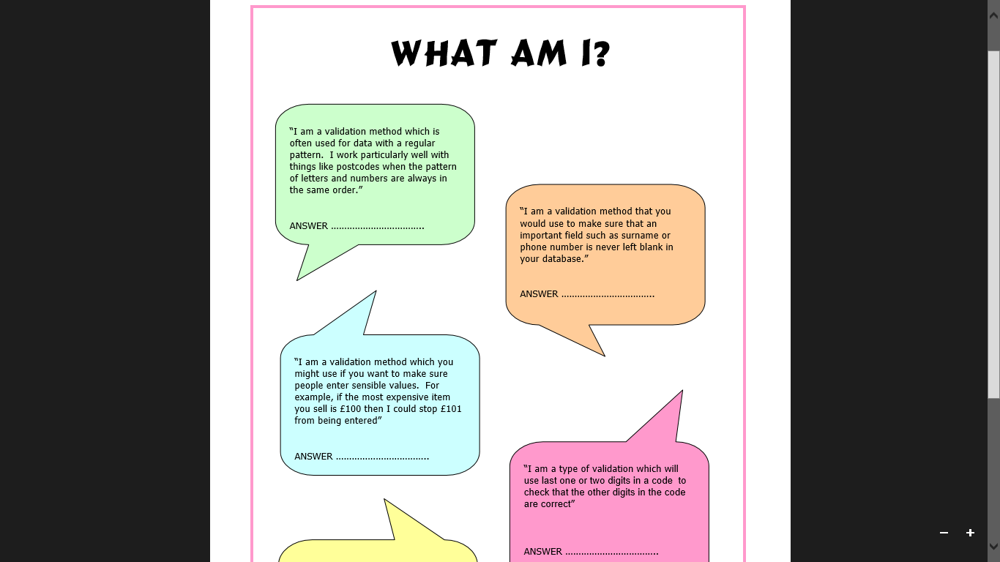 WHAT AM I?
“I am a validation method which is
often used for data with a regular
pattern.  I work particularly well with
things like postcodes when the pattern
of letters and numbers are always in
the same order.”
ANSWER ……………………………..
“I am a validation method that you
would use to make sure that an
important field such as surname or
phone number is never left blank in
your database.”
ANSWER ……………………………..
“I am a validation method which you
might use if you want to make sure
people enter sensible values.  For
example, if the most expensive item
you sell is £100 then I could stop £101
from being entered”
ANSWER ……………………………..
“I am a type of validation which will
use last one or two digits in a code  to
check that the other digits in the code
are correct”
ANSWER ……………………………..